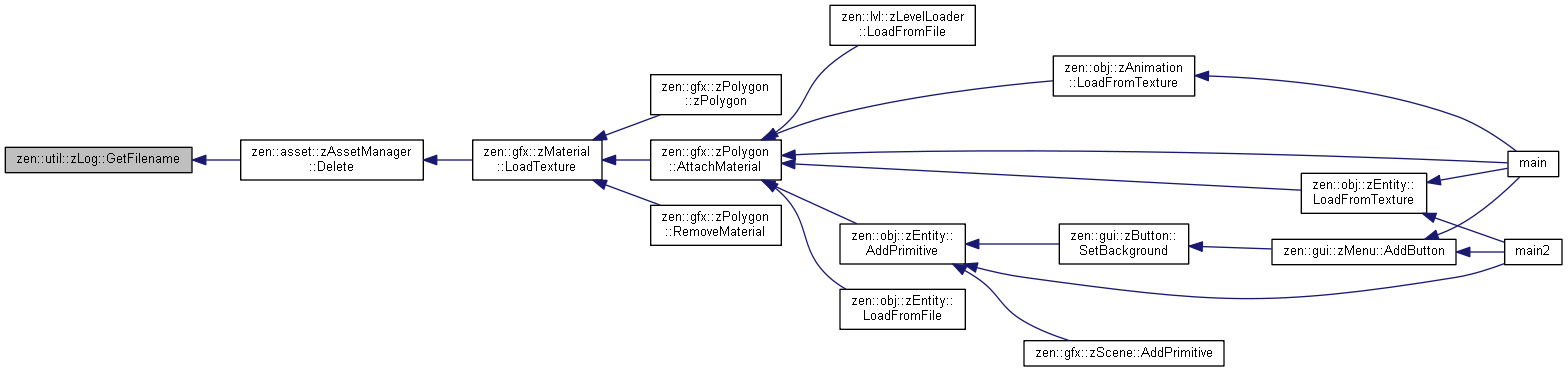 zen::util::zLog::GetFilename
zen::asset::zAssetManager
::Delete
zen::gfx::zMaterial
::LoadTexture
zen::gfx::zPolygon
::zPolygon
zen::gfx::zPolygon
::AttachMaterial
zen::gfx::zPolygon
::RemoveMaterial
zen::lvl::zLevelLoader
::LoadFromFile
zen::obj::zAnimation
::LoadFromTexture
zen::obj::zEntity::
AddPrimitive
zen::obj::zEntity::
LoadFromFile
zen::gui::zButton::
SetBackground
zen::gfx::zScene::AddPrimitive
zen::obj::zEntity::
LoadFromTexture
zen::gui::zMenu::AddButton
main
main2